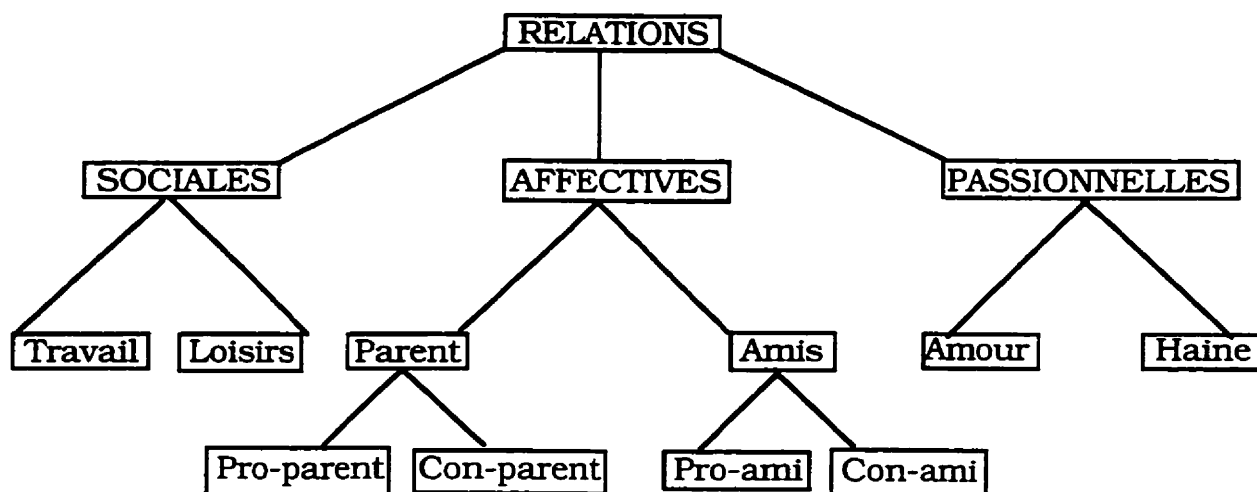 RELATIONS
SOCIALES AFFECTIVES PASSIONNELLES
Travail Loisirs Parent Amis Amour Haine
Pro-parent Con-parent Pro-ami Con-ami